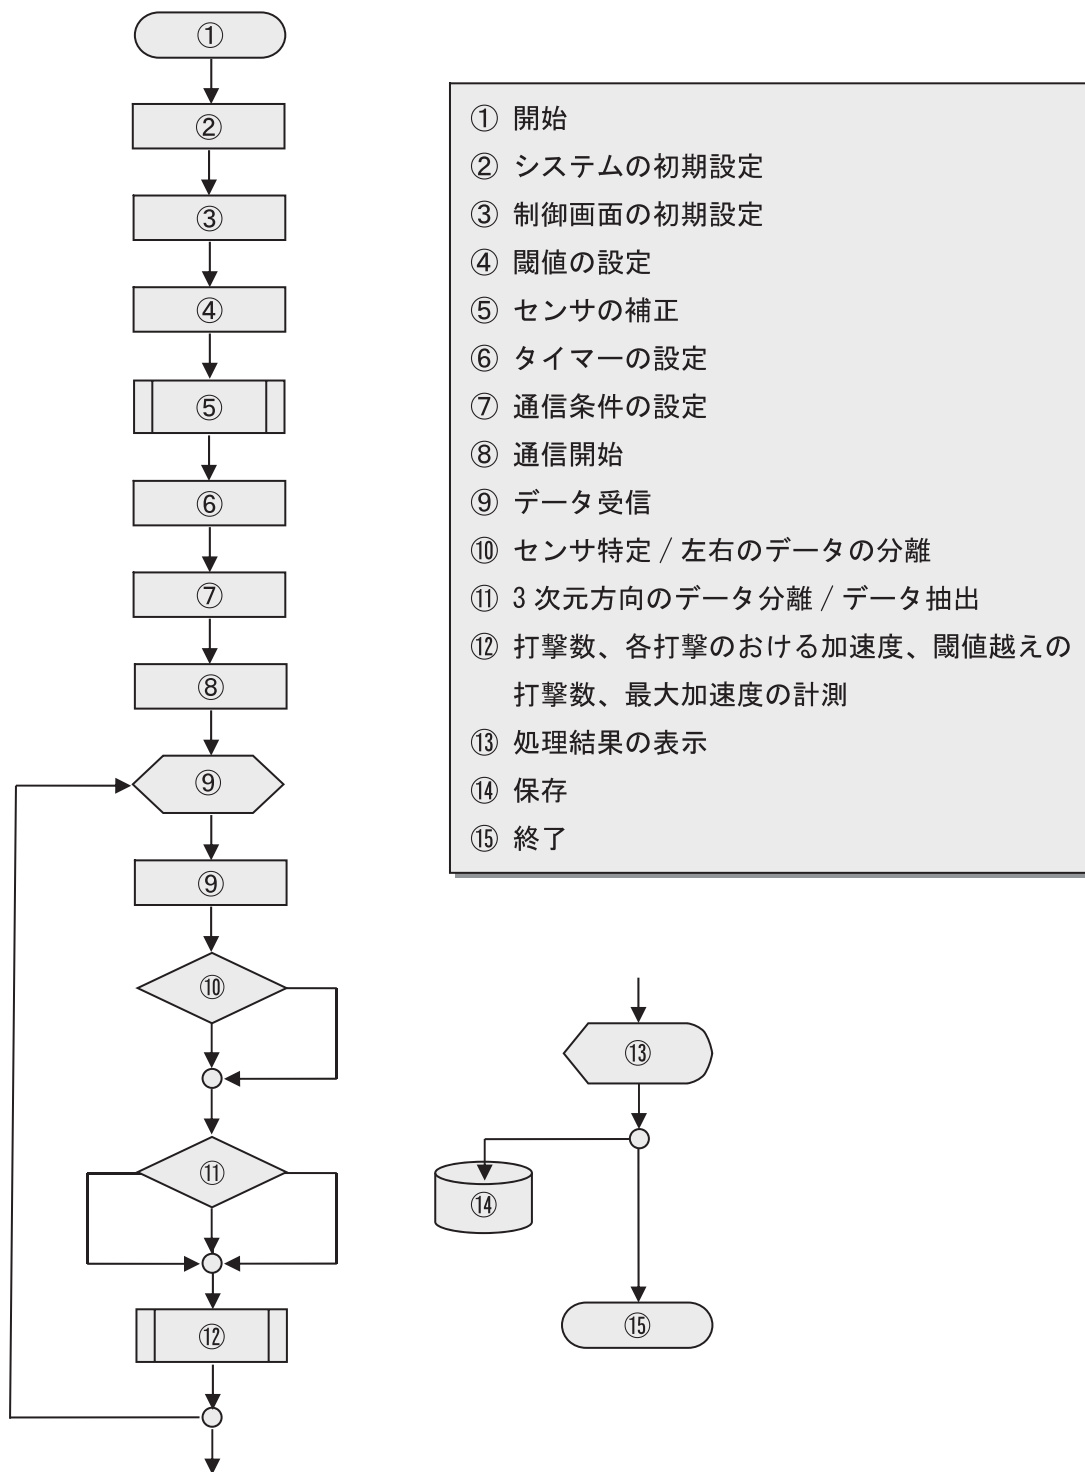 ①
②
③
④
⑤
⑥
⑦
⑧
⑨
⑨
⑩
⑪
⑫
① 開始
② システムの初期設定
③ 制御画面の初期設定
④ 閾値の設定
⑤ センサの補正
⑥ タイマーの設定
⑦ 通信条件の設定
⑧ 通信開始
⑨ データ受信
⑩ センサ特定 / 左右のデータの分離
⑪ 3 次元方向のデータ分離 / データ抽出
⑫ 打撃数、各打撃のおける加速度、閾値越えの
打撃数、最大加速度の計測
⑬ 処理結果の表示
⑭ 保存
⑮ 終了
⑬
⑭
⑮